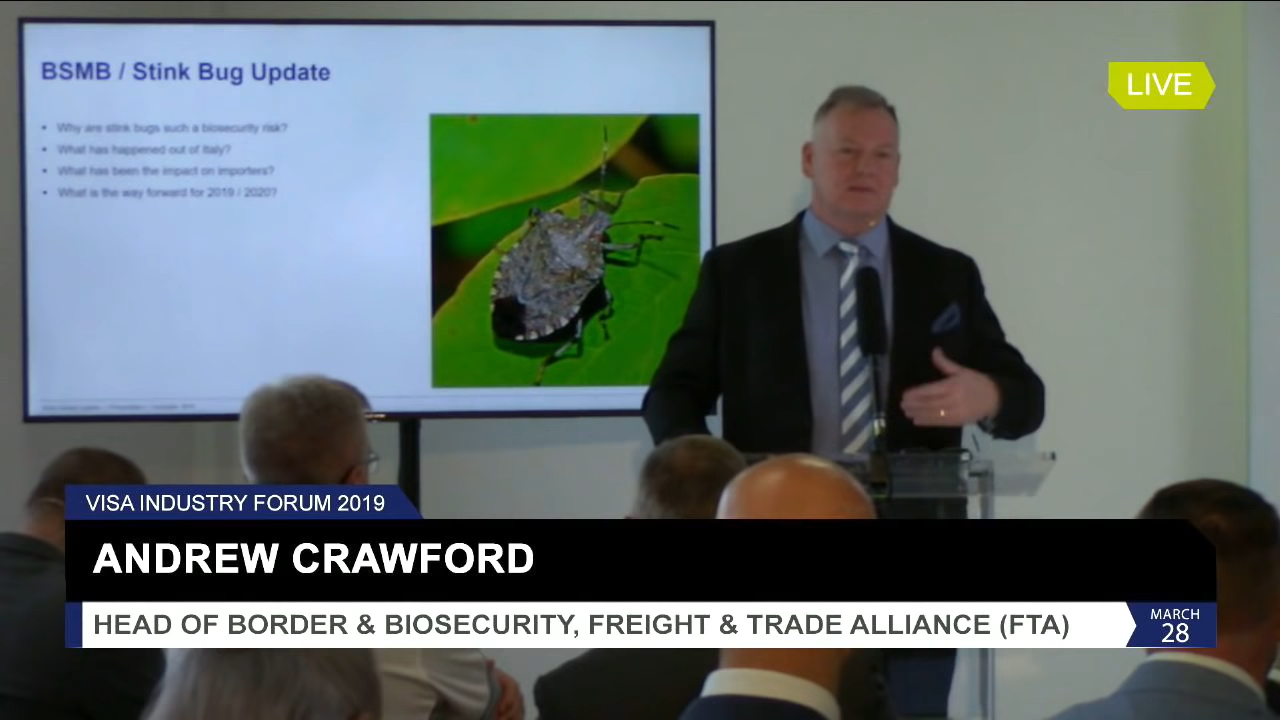 BSMB / Stink Bug Update
• Why are stink bugs such a biosecurity risk?
• What has happened out of Italy?
• What has been the impact on importers?
• What is the way forward for 2019 / 2020?
LIVE
VISA INDUSTRY FORUM 2019
ANDREW CRAWFORD
HEAD OF BORDER & BIOSECURITY, FREIGHT & TRADE ALLIANCE (FTA)
MARCH
28